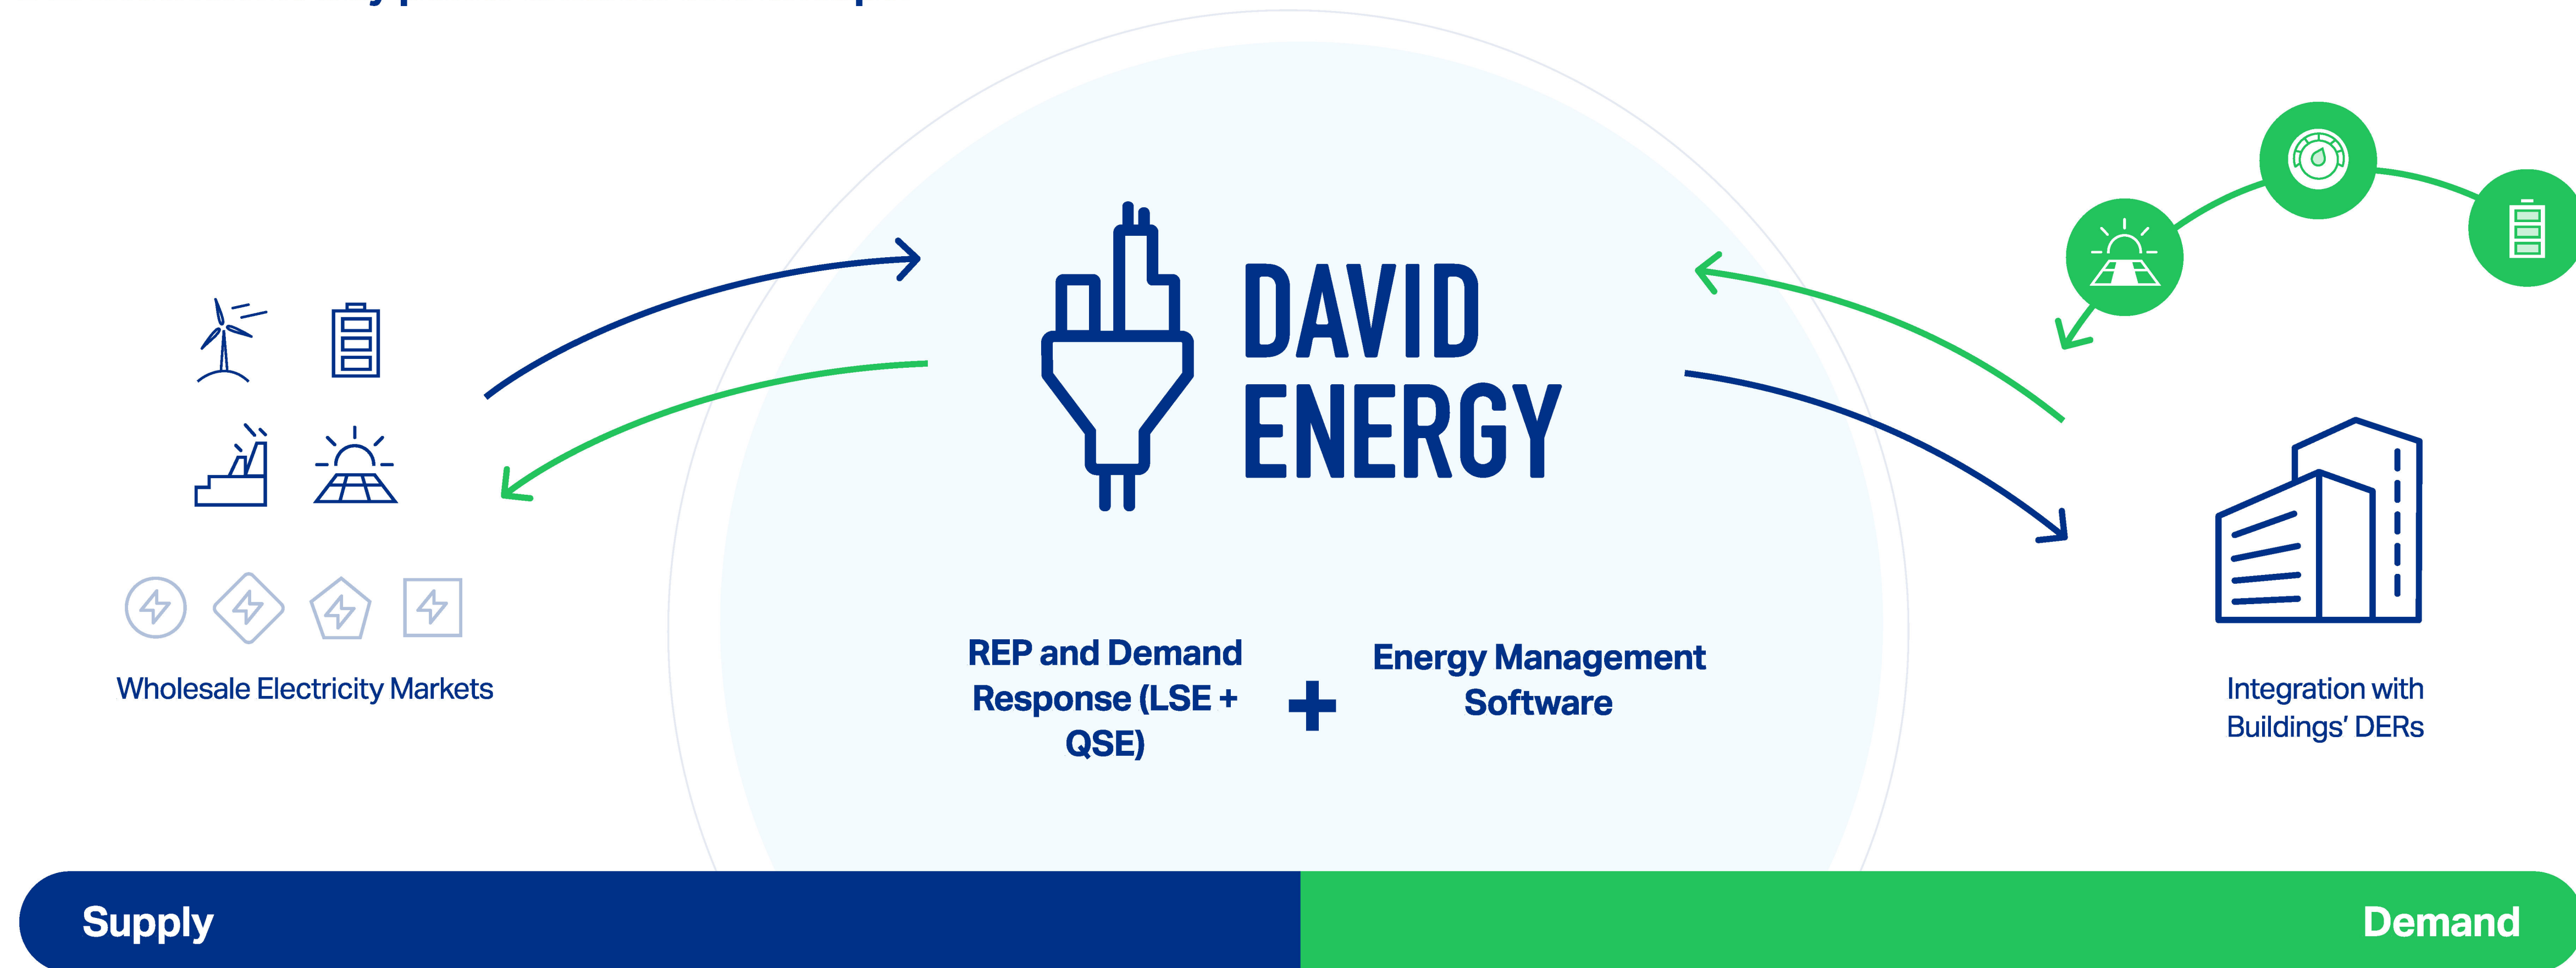 DAVID
ENERGY
REP and Demand
Response (LSE +
QSE)
Energy Management
Software
Wholesale Electricity Markets
Integration with
Buildings’ DERs
Supply
Demand